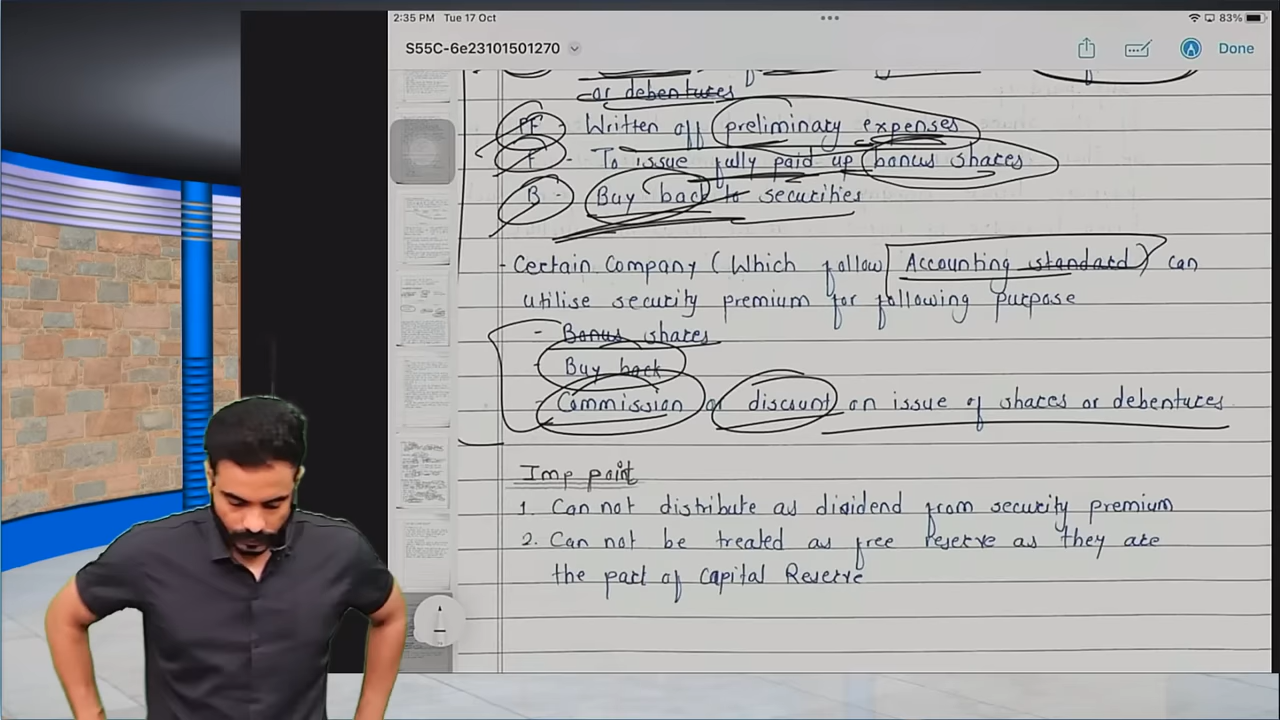 2:35 PM Tue 17 Oct
83%
S55C-6e23101501270
Done
or debentures
PF - Written off preliminary expenses
F - To issue fully paid up bonus shares
B - Buy back to securities
- Certain Company (Which follow Accounting standard) can
utilise security premium for following purpose
- Bonus shares
- Buy back
- Commission or discount on issue of shares or debentures
Imp point
1. Can not distribute as dividend from security premium
2. Can not be treated as free reserve as they are
the part of capital Reserve